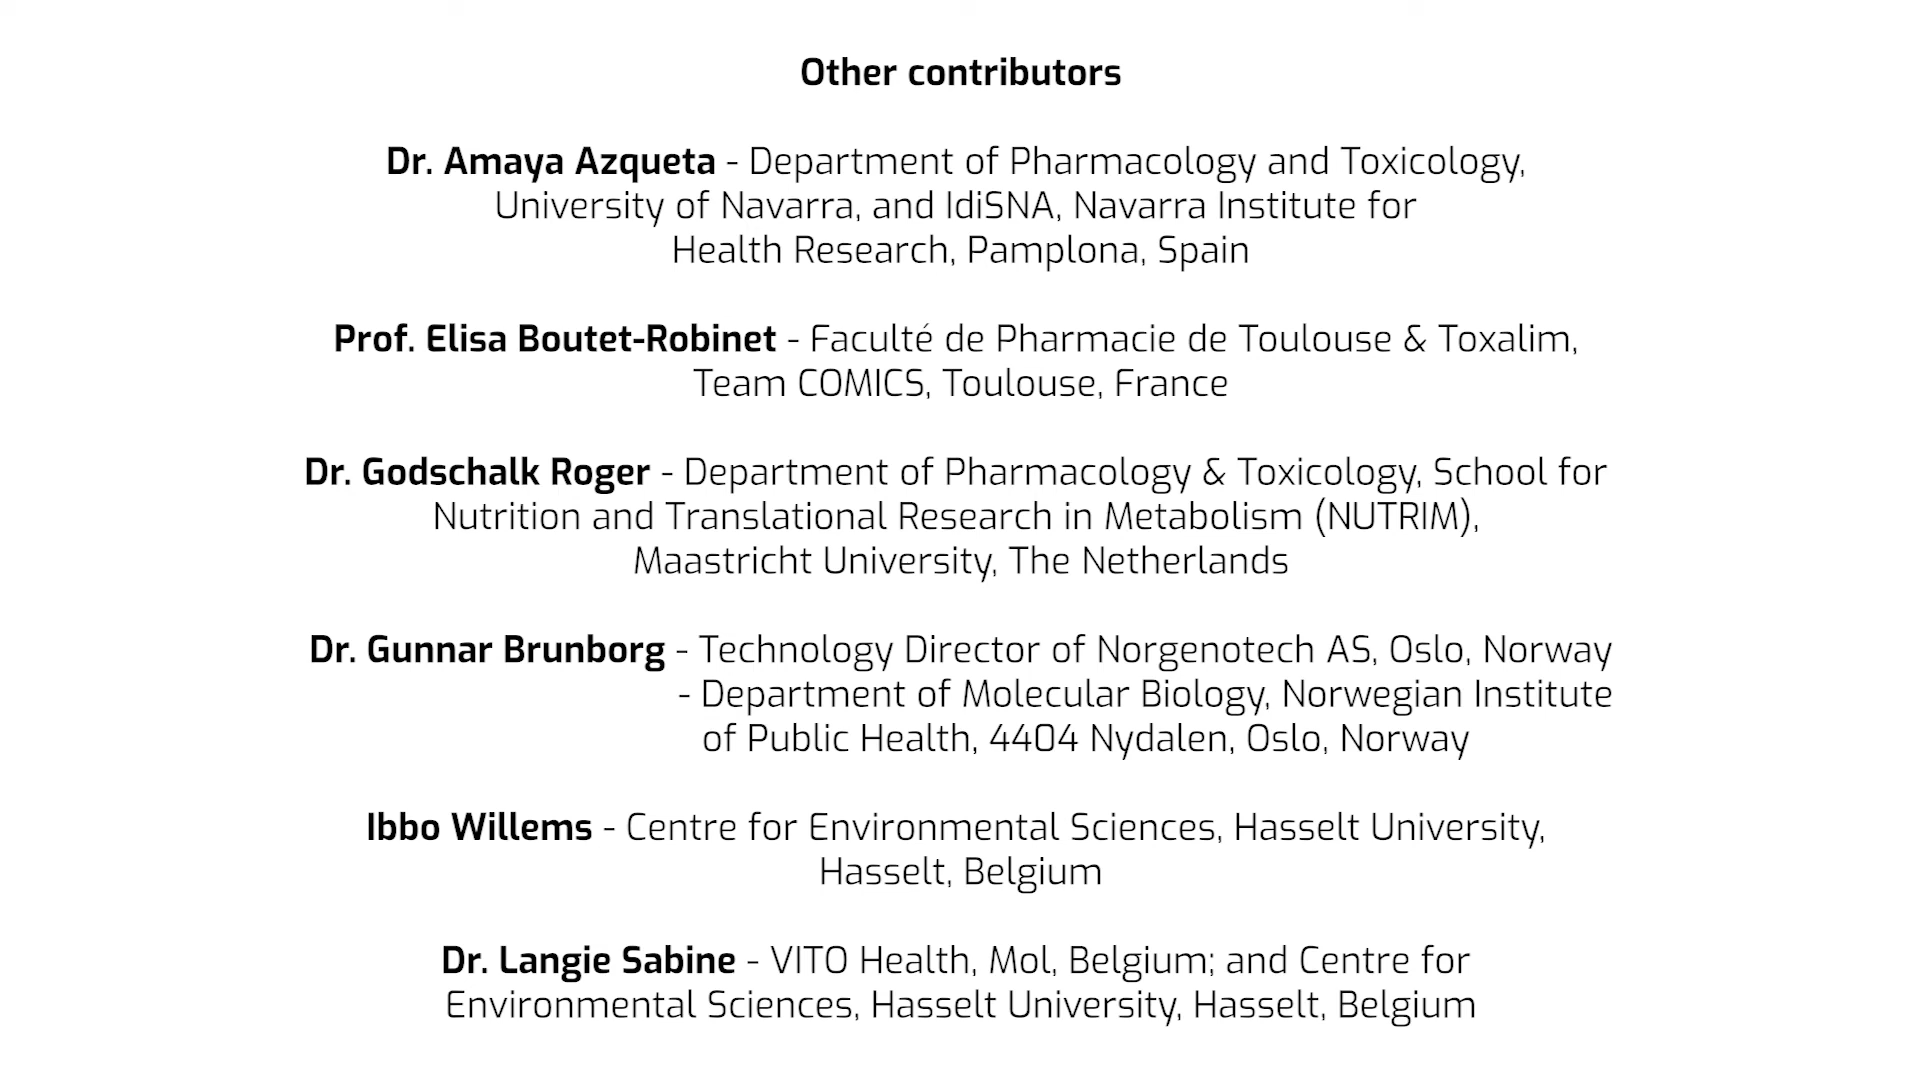 Other contributors
Dr. Amaya Azqueta - Department of Pharmacology and Toxicology,
University of Navarra, and IdiSNA, Navarra Institute for
Health Research, Pamplona, Spain
Prof. Elisa Boutet-Robinet - Faculté de Pharmacie de Toulouse & Toxalim,
Team COMICS, Toulouse, France
Dr. Godschalk Roger - Department of Pharmacology & Toxicology, School for
Nutrition and Translational Research in Metabolism (NUTRIM),
Maastricht University, The Netherlands
Dr. Gunnar Brunborg - Technology Director of Norgenotech AS, Oslo, Norway
- Department of Molecular Biology, Norwegian Institute
of Public Health, 4404 Nydalen, Oslo, Norway
Ibbo Willems - Centre for Environmental Sciences, Hasselt University,
Hasselt, Belgium
Dr. Langie Sabine - VITO Health, Mol, Belgium; and Centre for
Environmental Sciences, Hasselt University, Hasselt, Belgium